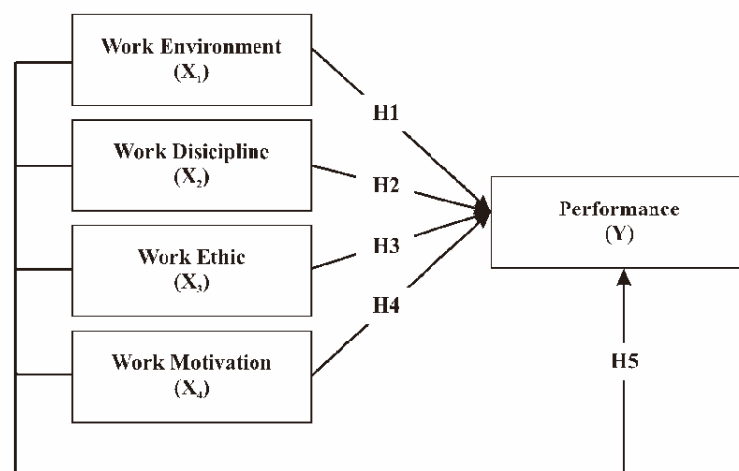 Work Environment
(X₁)
H1
Work Disicipline
(X₂)
H2
Performance
(Y)
Work Ethic
(X₃)
H3
H4
Work Motivation
(X₄)
H5